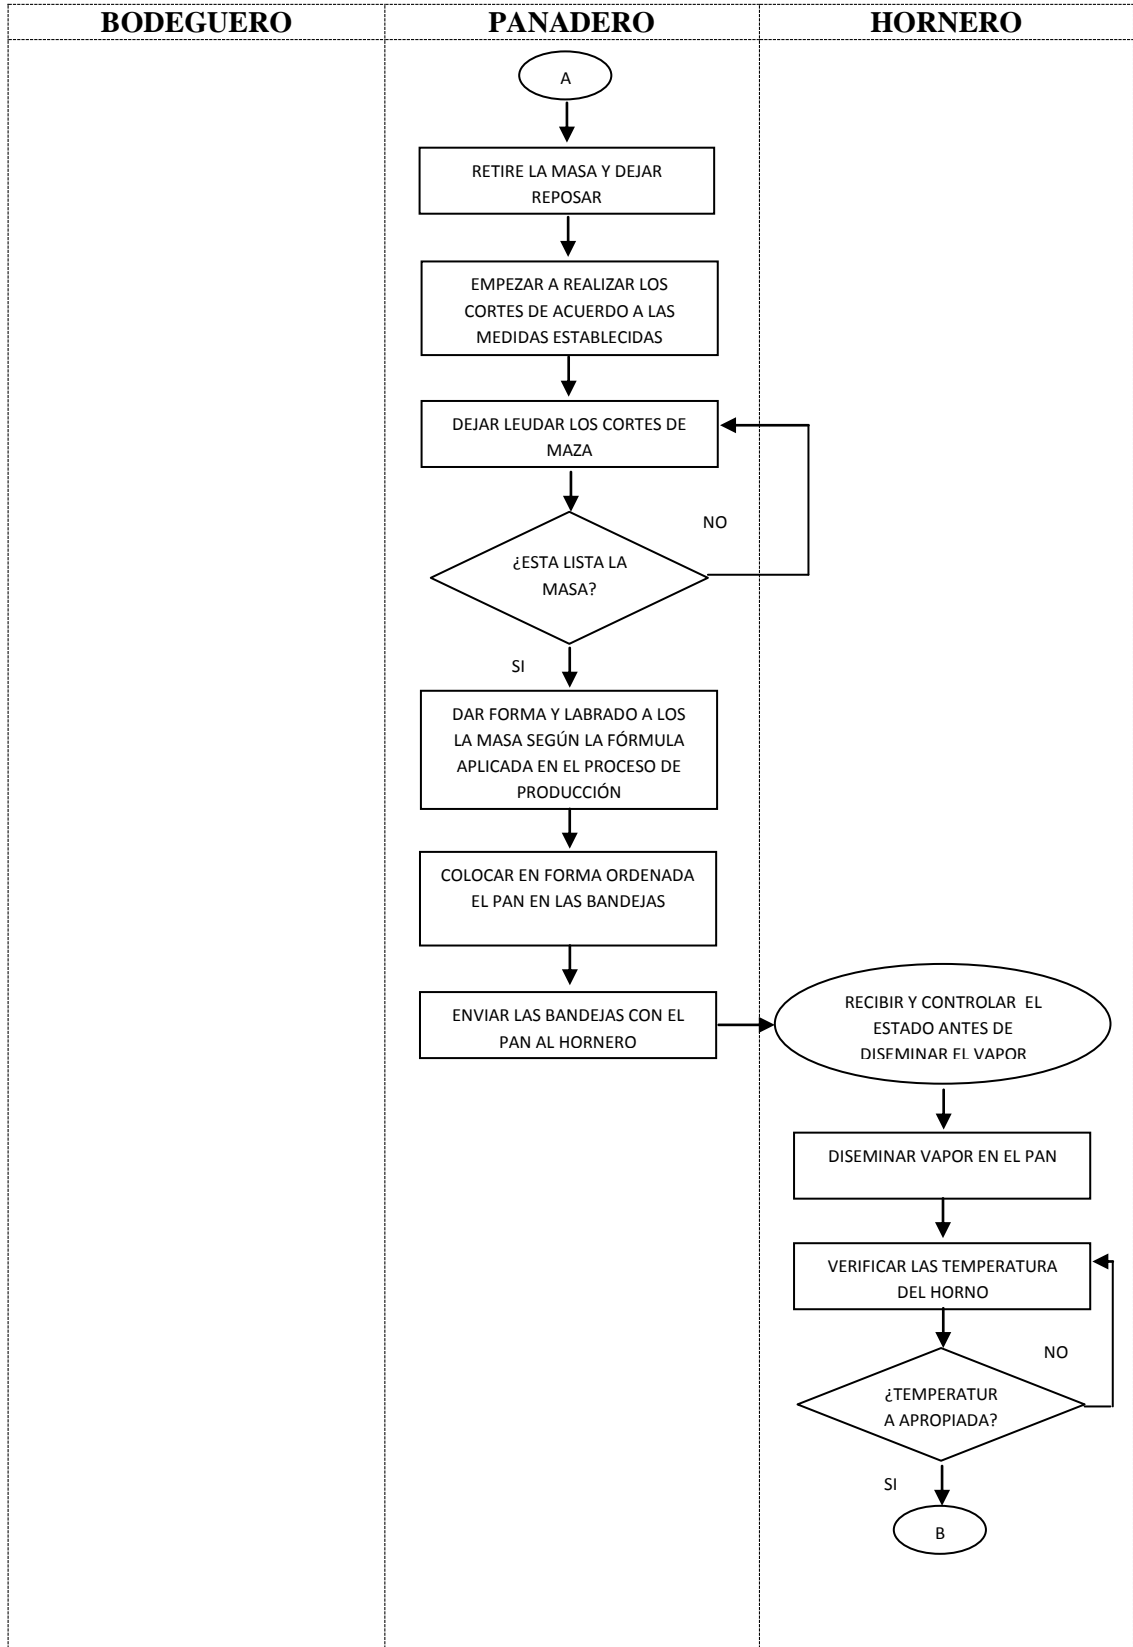 BODEGUERO
PANADERO
HORNERO
A
RETIRE LA MASA Y DEJAR
REPOSAR
EMPEZAR A REALIZAR LOS
CORTES DE ACUERDO A LAS
MEDIDAS ESTABLECIDAS
DEJAR LEUDAR LOS CORTES DE
MAZA
NO
¿ESTA LISTA LA
MASA?
SI
DAR FORMA Y LABRADO A LOS
LA MASA SEGÚN LA FÓRMULA
APLICADA EN EL PROCESO DE
PRODUCCIÓN
COLOCAR EN FORMA ORDENADA
EL PAN EN LAS BANDEJAS
ENVIAR LAS BANDEJAS CON EL
PAN AL HORNERO
RECIBIR Y CONTROLAR EL
ESTADO ANTES DE
DISEMINAR EL VAPOR
DISEMINAR VAPOR EN EL PAN
VERIFICAR LAS TEMPERATURA
DEL HORNO
NO
¿TEMPERATUR
A APROPIADA?
SI
B